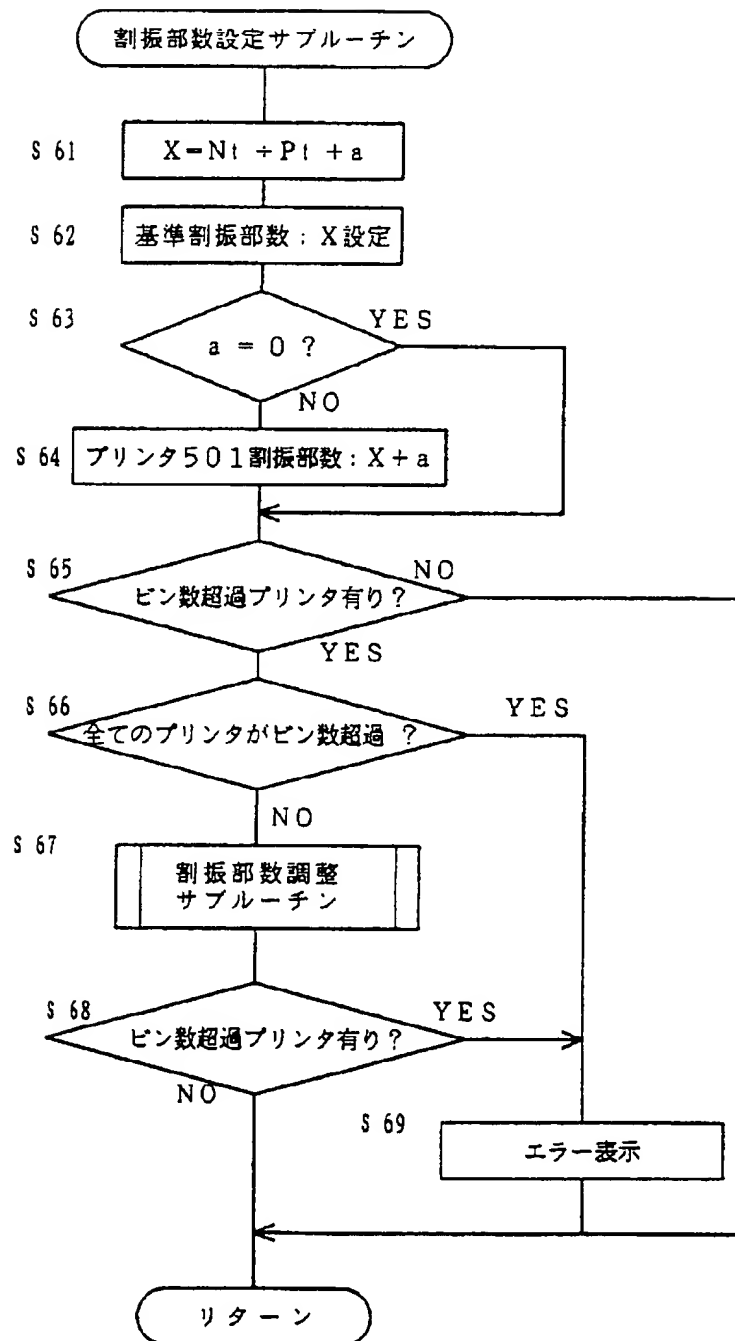 割振部数設定サブルーチン
S 61
X=Nt÷Pt+a
S 62
基準割振部数:X設定
S 63
YES
a = 0 ?
NO
S 64
プリンタ501割振部数:X+a
S 65
NO
ビン数超過プリンタ有り?
YES
S 66
YES
全てのプリンタがビン数超過 ?
NO
S 67
割振部数調整
サブルーチン
S 68
YES
ビン数超過プリンタ有り?
NO
S 69
エラー表示
リターン